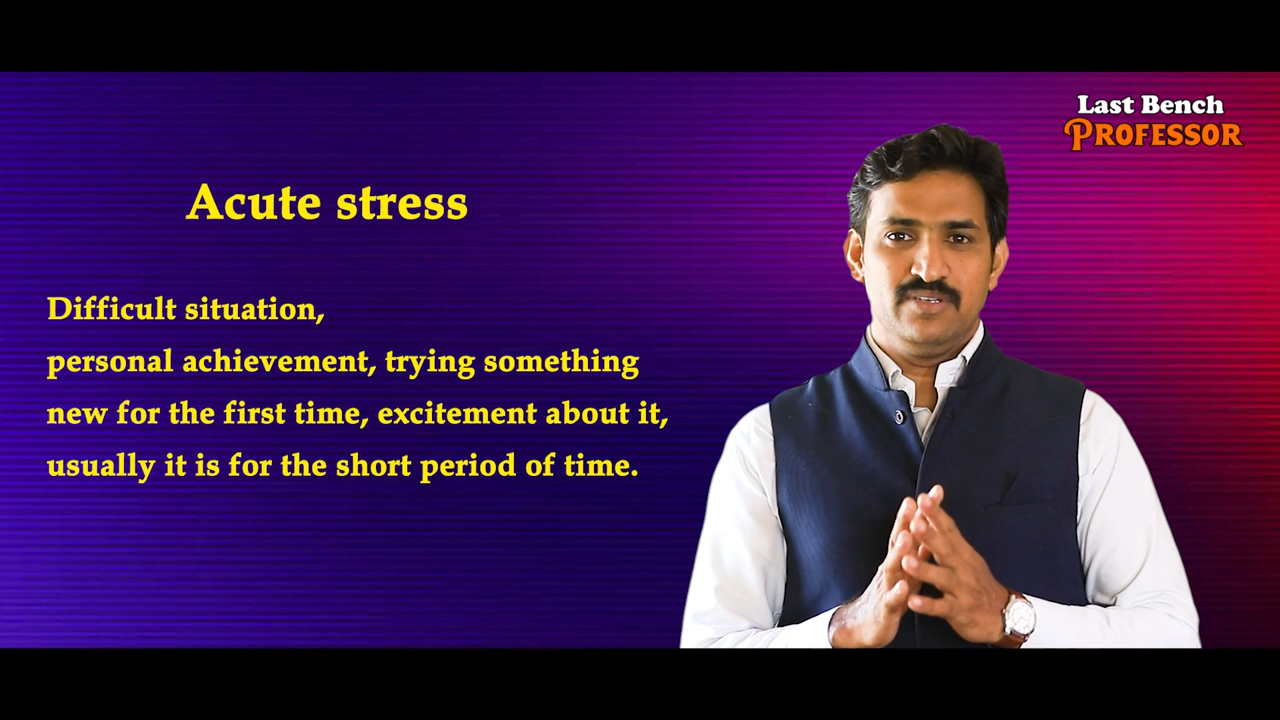 Last Bench
PROFESSOR
Acute stress
Difficult situation,
personal achievement, trying something
new for the first time, excitement about it,
usually it is for the short period of time.